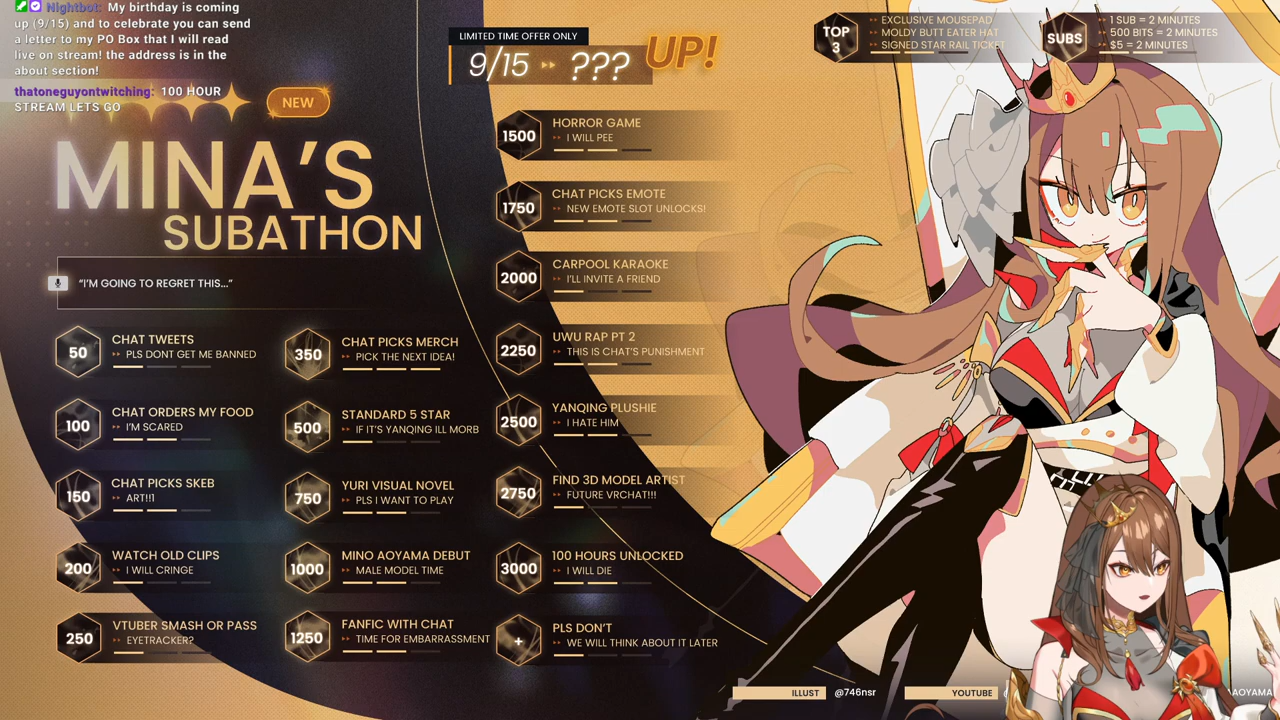 Nightbot: My birthday is coming
up (9/15) and to celebrate you can send
a letter to my PO Box that I will read
live on stream! the address is in the
about section!
thatoneguyontwitching: 100 HOUR
STREAM LETS GO
NEW
MINA'S
SUBATHON
"I'M GOING TO REGRET THIS..."
LIMITED TIME OFFER ONLY
9/15 ???
UP!
TOP
3
EXCLUSIVE MOUSEPAD
MOLDY BUTT EATER HAT
SIGNED STAR RAIL TICKET
SUBS
1 SUB = 2 MINUTES
500 BITS = 2 MINUTES
$5 = 2 MINUTES
50
CHAT TWEETS
PLS DONT GET ME BANNED
100
CHAT ORDERS MY FOOD
I'M SCARED
150
CHAT PICKS SKEB
ART!!1
200
WATCH OLD CLIPS
I WILL CRINGE
250
VTUBER SMASH OR PASS
EYETRACKER?
350
CHAT PICKS MERCH
PICK THE NEXT IDEA!
500
STANDARD 5 STAR
IF IT'S YANQING ILL MORB
750
YURI VISUAL NOVEL
PLS I WANT TO PLAY
1000
MINO AOYAMA DEBUT
MALE MODEL TIME
1250
FANFIC WITH CHAT
TIME FOR EMBARRASSMENT
1500
HORROR GAME
I WILL PEE
1750
CHAT PICKS EMOTE
NEW EMOTE SLOT UNLOCKS!
2000
CARPOOL KARAOKE
I'LL INVITE A FRIEND
2250
UWU RAP PT 2
THIS IS CHAT'S PUNISHMENT
2500
YANQING PLUSHIE
I HATE HIM
2750
FIND 3D MODEL ARTIST
FUTURE VRCHAT!!!
3000
100 HOURS UNLOCKED
I WILL DIE
+
PLS DON'T
WE WILL THINK ABOUT IT LATER
ILLUST @746nsr
YOUTUBE AOYAMA